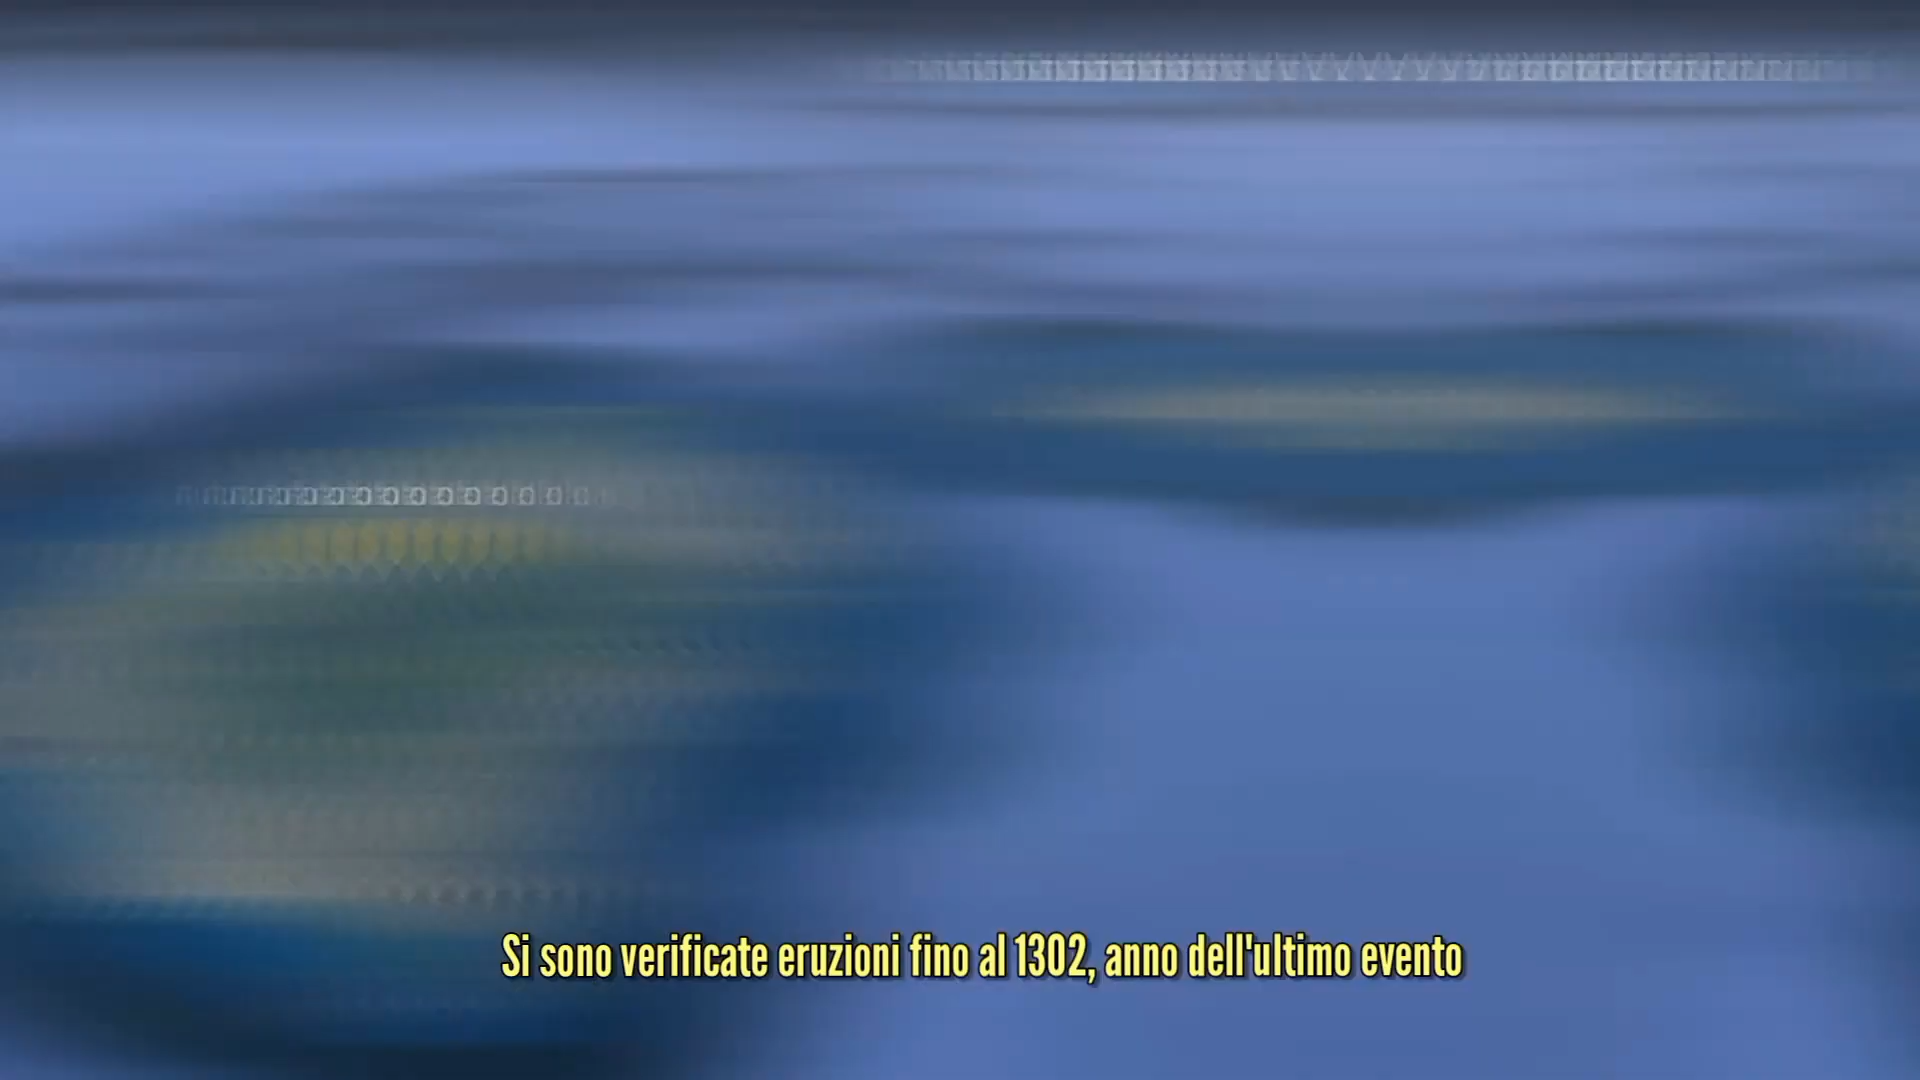 Si sono verificate eruzioni fino al 1302, anno dell'ultimo evento